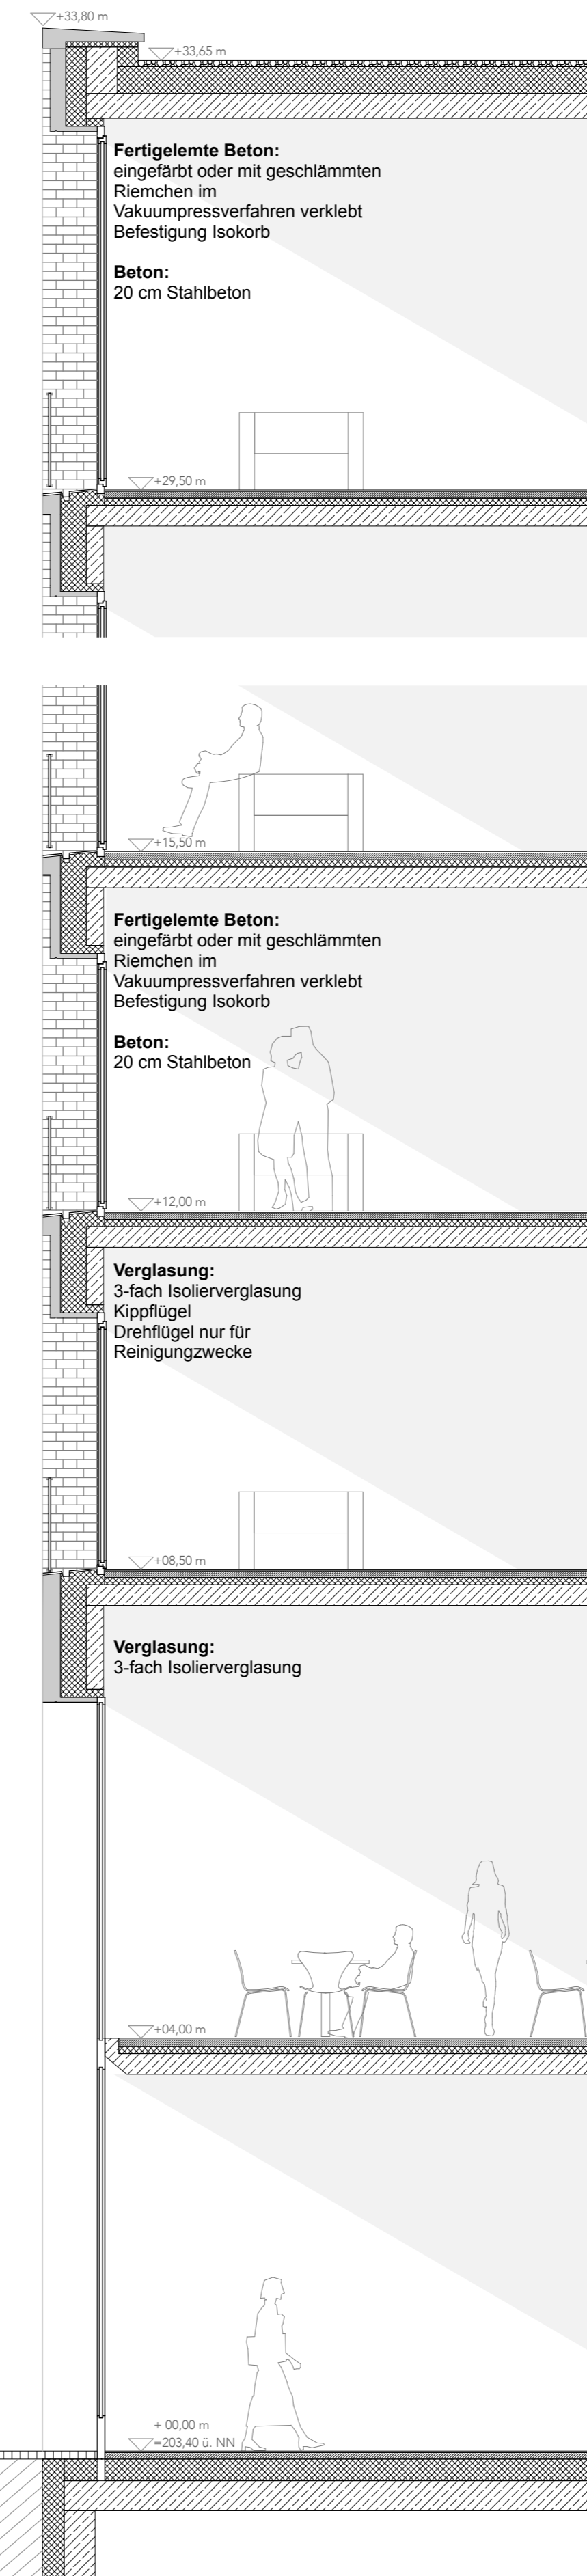 +33,80 m
+33,65 m
Fertigelemte Beton:
eingefärbt oder mit geschlämmten
Riemchen im
Vakuumpressverfahren verklebt
Befestigung Isokorb
Beton:
20 cm Stahlbeton
+29,50 m
+15,50 m
Fertigelemte Beton:
eingefärbt oder mit geschlämmten
Riemchen im
Vakuumpressverfahren verklebt
Befestigung Isokorb
Beton:
20 cm Stahlbeton
+12,00 m
Verglasung:
3-fach Isolierverglasung
Kippflügel
Drehflügel nur für
Reinigungzwecke
+08,50 m
Verglasung:
3-fach Isolierverglasung
+04,00 m
+ 00,00 m
=203,40 ü. NN